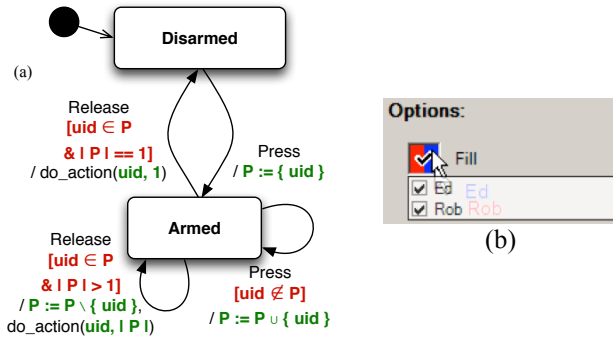 Disarmed
(a)
Release
[uid ∈ P
& | P | == 1]
/ do_action(uid, 1)
Press
/ P := { uid }
Armed
Release
[uid ∈ P
& | P | > 1]
/ P := P \ { uid },
do_action(uid, | P |)
Press
[uid ∉ P]
/ P := P ∪ { uid }
Options:
Fill
Ed Ed
Rob Rob
(b)